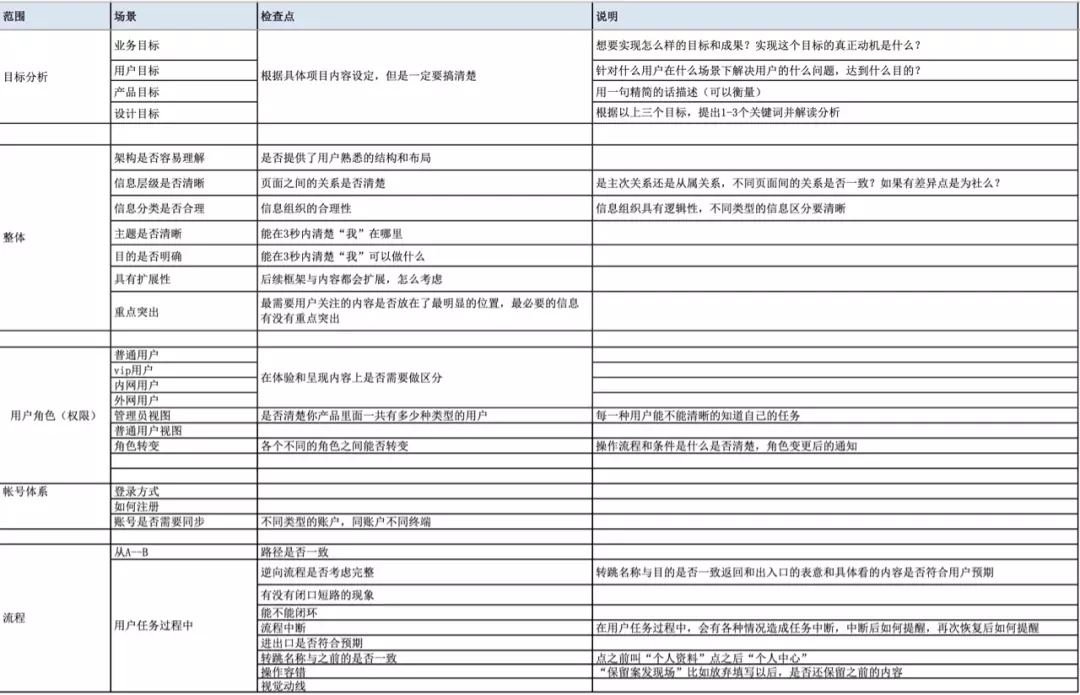 范围 场景 检查点 说明
业务目标 想要实现怎么样的目标和成果？实现这个目标的真正动机是什么？
目标分析 用户目标 根据具体项目内容设定，但是一定要搞清楚 针对什么用户在什么场景下解决用户的什么问题，达到什么目的？
产品目标 用一句精简的话描述（可以衡量）
设计目标 根据以上三个目标，提出1-3个关键词并解读分析
架构是否容易理解 是否提供了用户熟悉的结构和布局
信息层级是否清晰 页面之间的关系是否清楚 是主次关系还是从属关系，不同页面间的关系是否一致？如果有差异点是为社么？
信息分类是否合理 信息组织的合理性 信息组织具有逻辑性，不同类型的信息区分要清晰
整体 主题是否清晰 能在3秒内清楚“我”在哪里
目的是否明确 能在3秒内清楚“我”可以做什么
具有扩展性 后续框架与内容都会扩展，怎么考虑
重点突出 最需要用户关注的内容是否放在了最明显的位置，最必要的信息
有没有重点突出
普通用户
vip用户 在体验和呈现内容上是否需要做区分
内网用户
外网用户
用户角色（权限） 管理员视图 是否清楚你产品里面一共有多少种类型的用户 每一种用户能不能清晰的知道自己的任务
普通用户视图
角色转变 各个不同的角色之间能否转变 操作流程和条件是什么是否清楚，角色变更后的通知
帐号体系 登录方式
如何注册
账号是否需要同步 不同类型的账户，同账户不同终端
从A--B 路径是否一致
逆向流程是否考虑完整 转跳名称与目的是否一致返回和出入口的表意和具体看的内容是否符合用户预期
有没有闭口短路的现象
流程 用户任务过程中 能不能闭环
流程中断 在用户任务过程中，会有各种情况造成任务中断，中断后如何提醒，再次恢复后如何提醒
进出口是否符合预期
转跳名称与之前的是否一致 点之前叫“个人资料”点之后“个人中心”
操作容错 “保留案发现场”比如放弃填写以后，是否还保留之前的内容
视觉动线